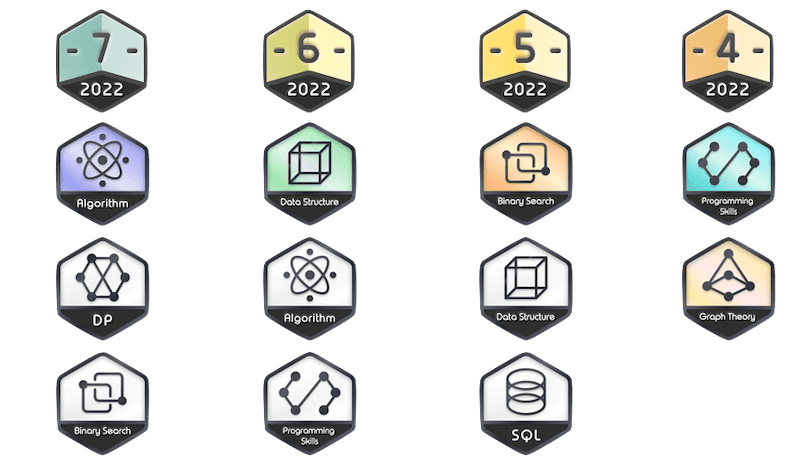 - 7 -
2022
- 6 -
2022
- 5 -
2022
- 4 -
2022
Algorithm
Data Structure
Binary Search
Programming
Skills
DP
Algorithm
Data Structure
Graph Theory
Binary Search
Programming
Skills
SQL